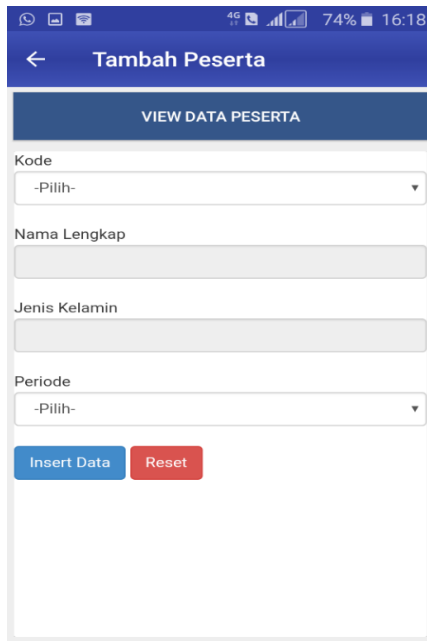 4G 74% 16:18
Tambah Peserta
VIEW DATA PESERTA
Kode
-Pilih-
Nama Lengkap
Jenis Kelamin
Periode
-Pilih-
Insert Data Reset